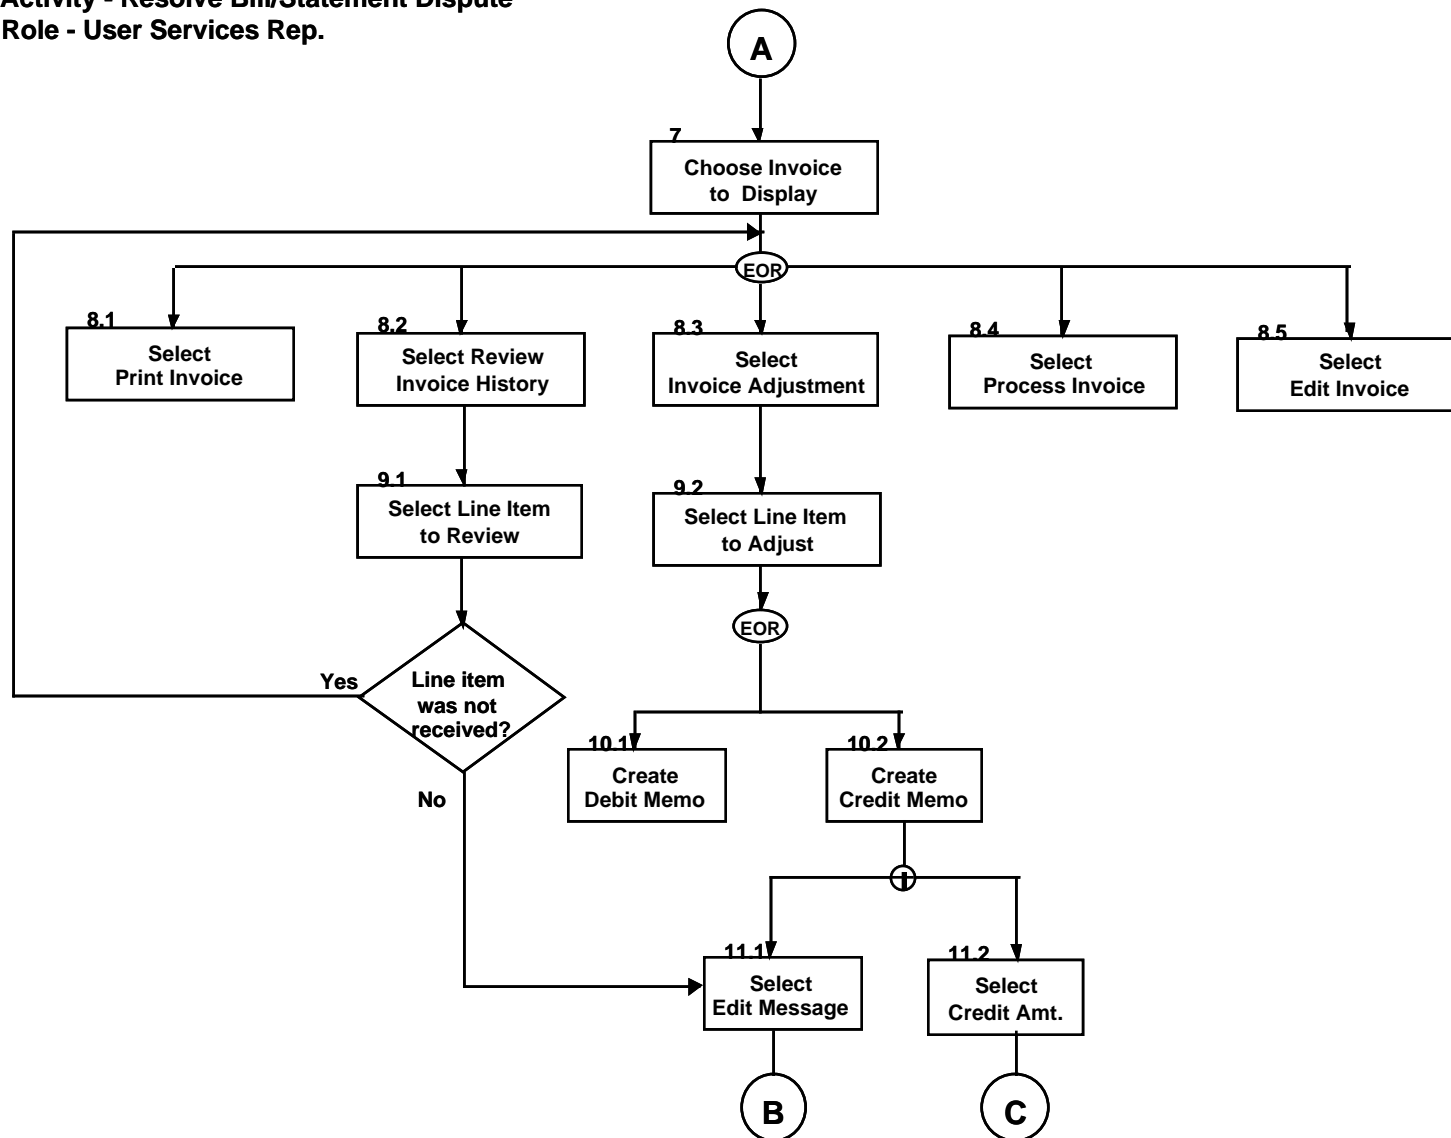 Activity - Resolve Bill/Statement Dispute
Role - User Services Rep.
A
7
Choose Invoice
to Display
EOR
8.1
Select
Print Invoice
8.2
Select Review
Invoice History
8.3
Select
Invoice Adjustment
8.4
Select
Process Invoice
8.5
Select
Edit Invoice
9.1
Select Line Item
to Review
9.2
Select Line Item
to Adjust
EOR
Yes
Line item
was not
received?
No
10.1
Create
Debit Memo
10.2
Create
Credit Memo
I
11.1
Select
Edit Message
11.2
Select
Credit Amt.
B
C